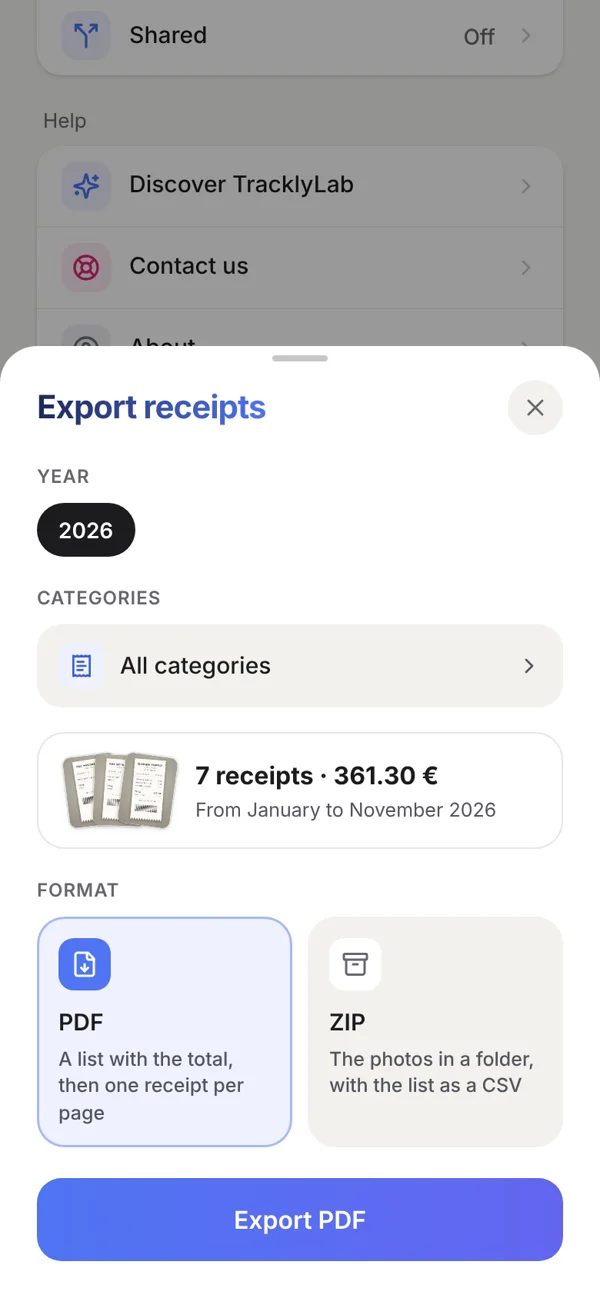 Shared
Off
Help
Discover TracklyLab
Contact us
About
Export receipts
YEAR
2026
CATEGORIES
All categories
7 receipts · 361.30 €
From January to November 2026
FORMAT
PDF
A list with the total,
then one receipt per
page
ZIP
The photos in a folder,
with the list as a CSV
Export PDF